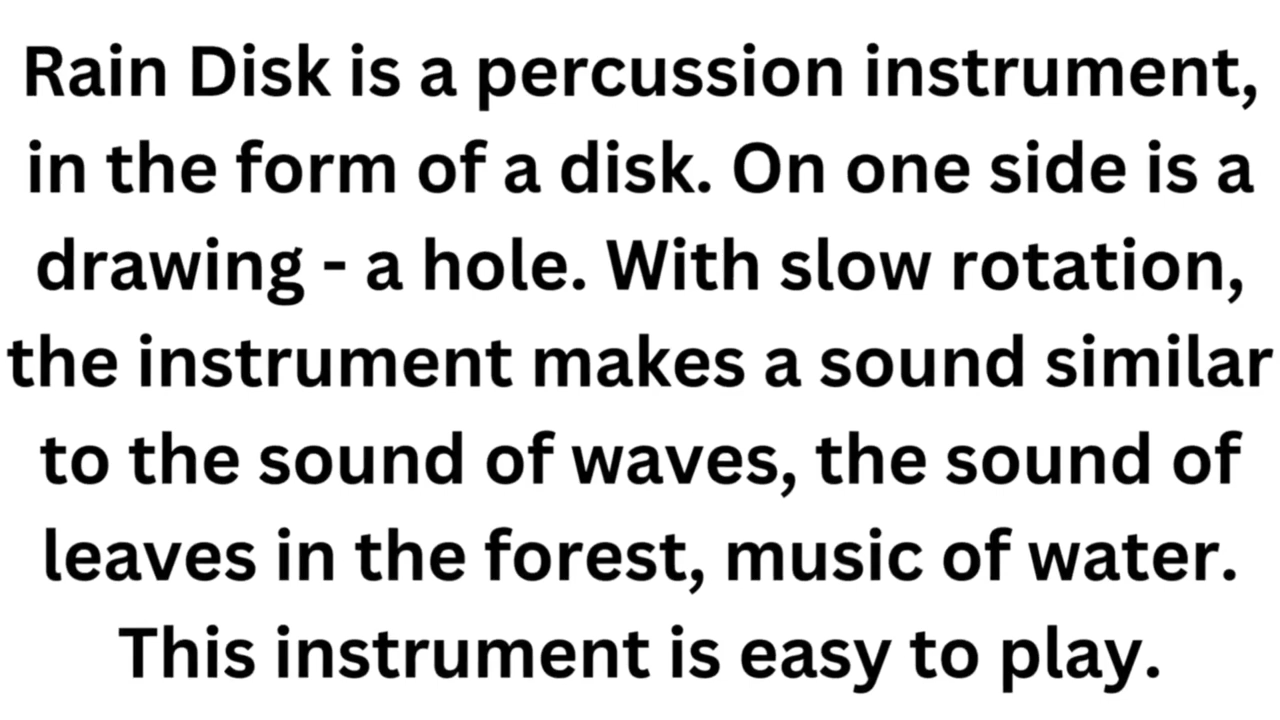 Rain Disk is a percussion instrument,
in the form of a disk. On one side is a
drawing - a hole. With slow rotation,
the instrument makes a sound similar
to the sound of waves, the sound of
leaves in the forest, music of water.
This instrument is easy to play.